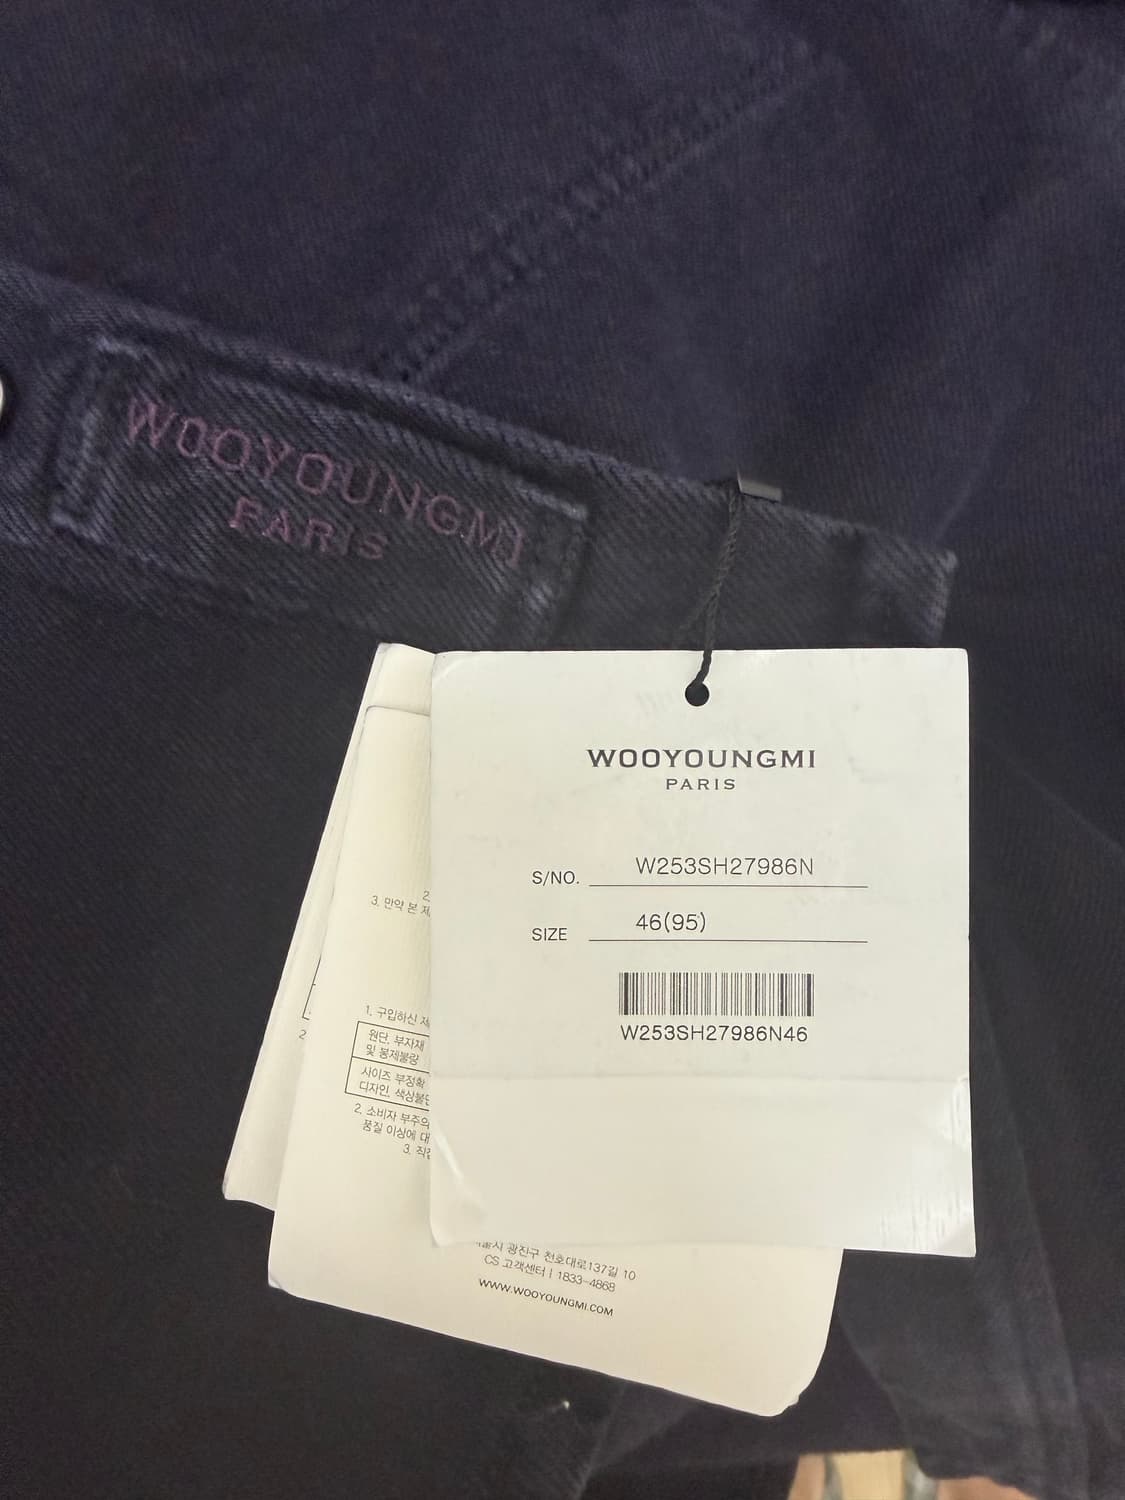 WOOYOUNGMI
PARIS
WOOYOUNGMI
PARIS
S/NO. W253SH27986N
SIZE 46(95)
W253SH27986N46
2.
3. 만약 본 제
1. 구입하신
원단, 부자재
및 봉제불량
사이즈 부정확
디자인, 색상불만
2. 소비자 부주의
품질 이상에 대
3.
2
광진구 천호대로137길 10
CS 고객센터 | 1833-4868
WWW.WOOYOUNGMI.COM